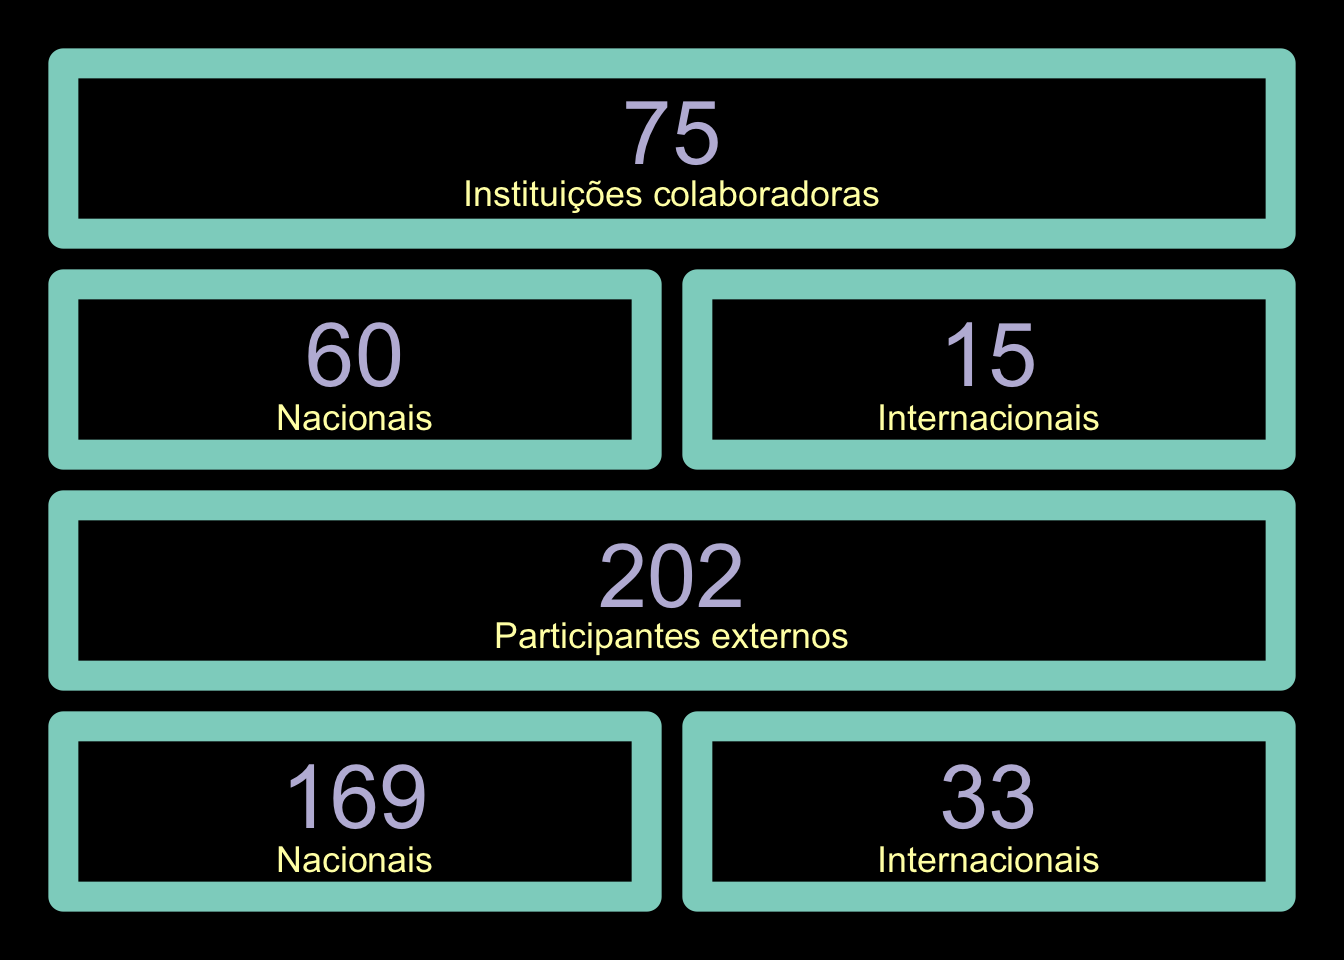 75
Instituições colaboradoras
60
Nacionais
15
Internacionais
202
Participantes externos
169
Nacionais
33
Internacionais